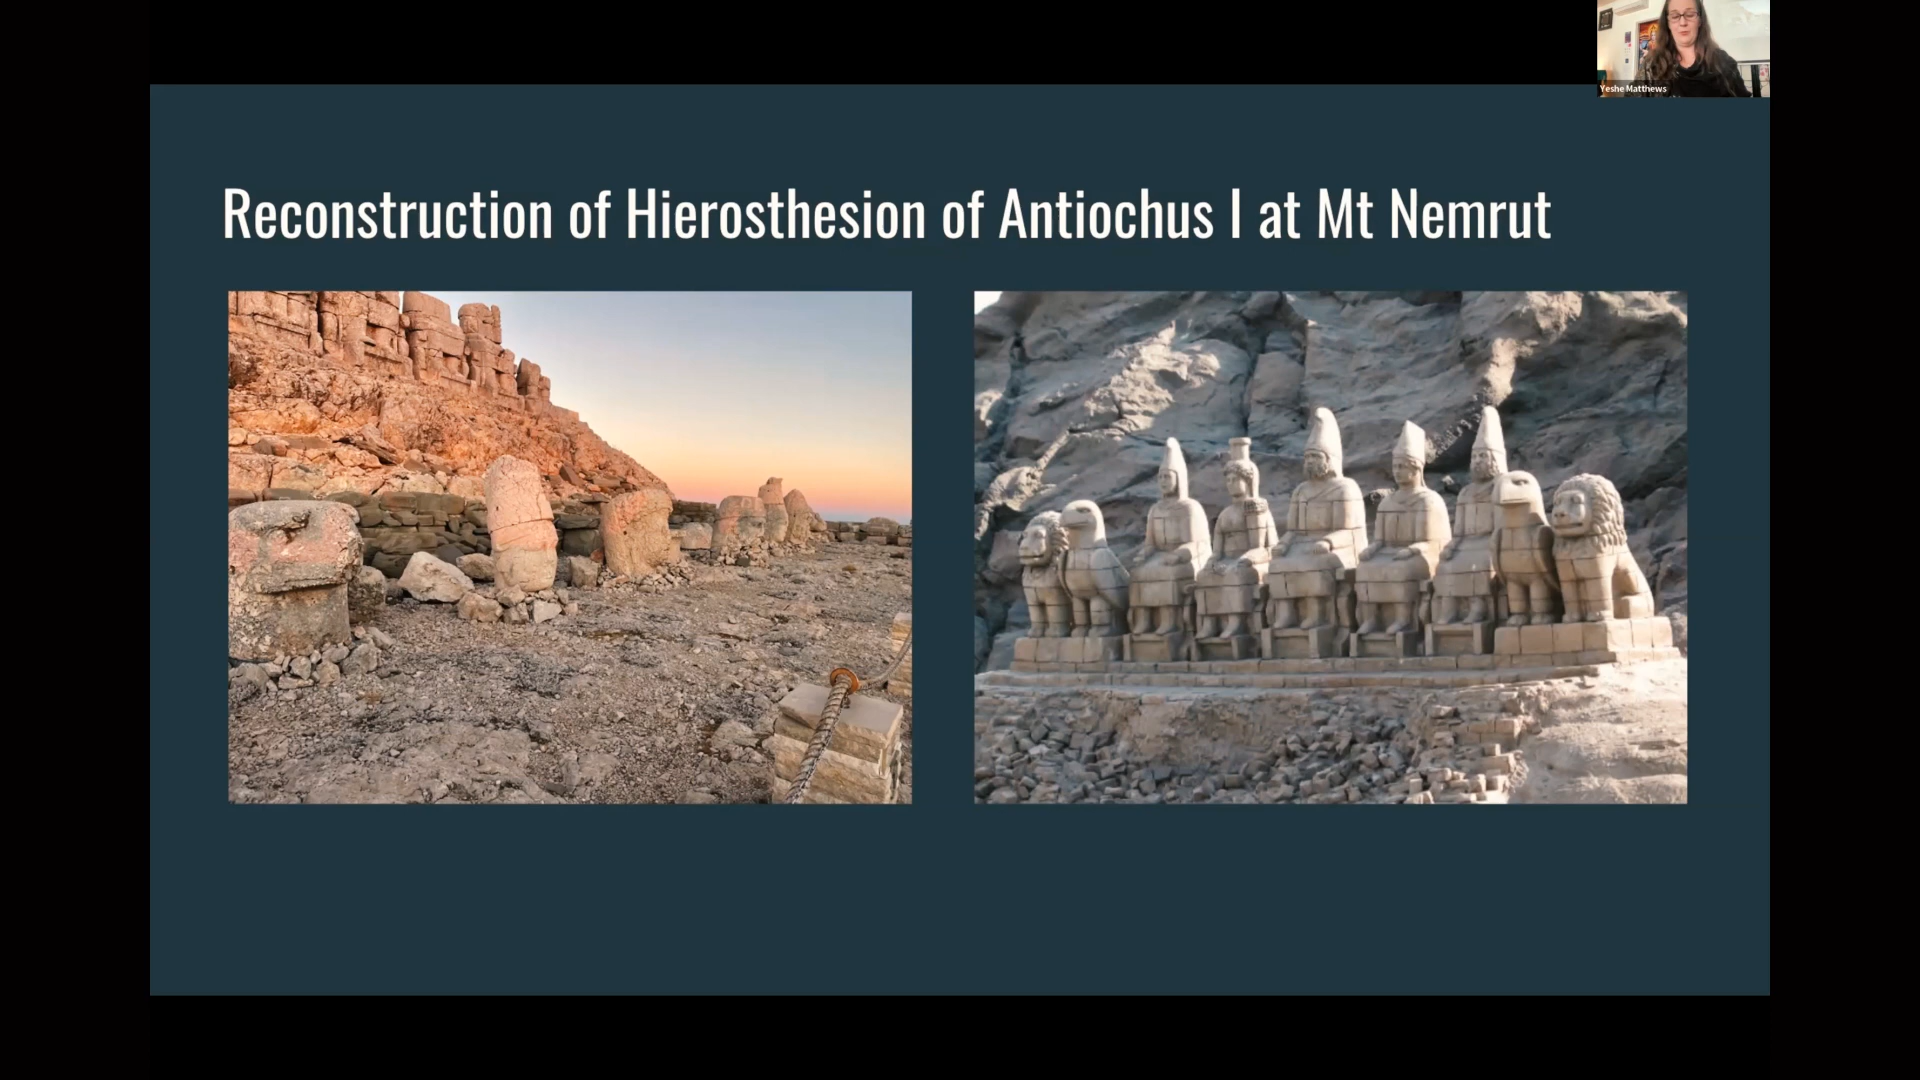 Yeshe Matthews
Reconstruction of Hierosthesion of Antiochus I at Mt Nemrut